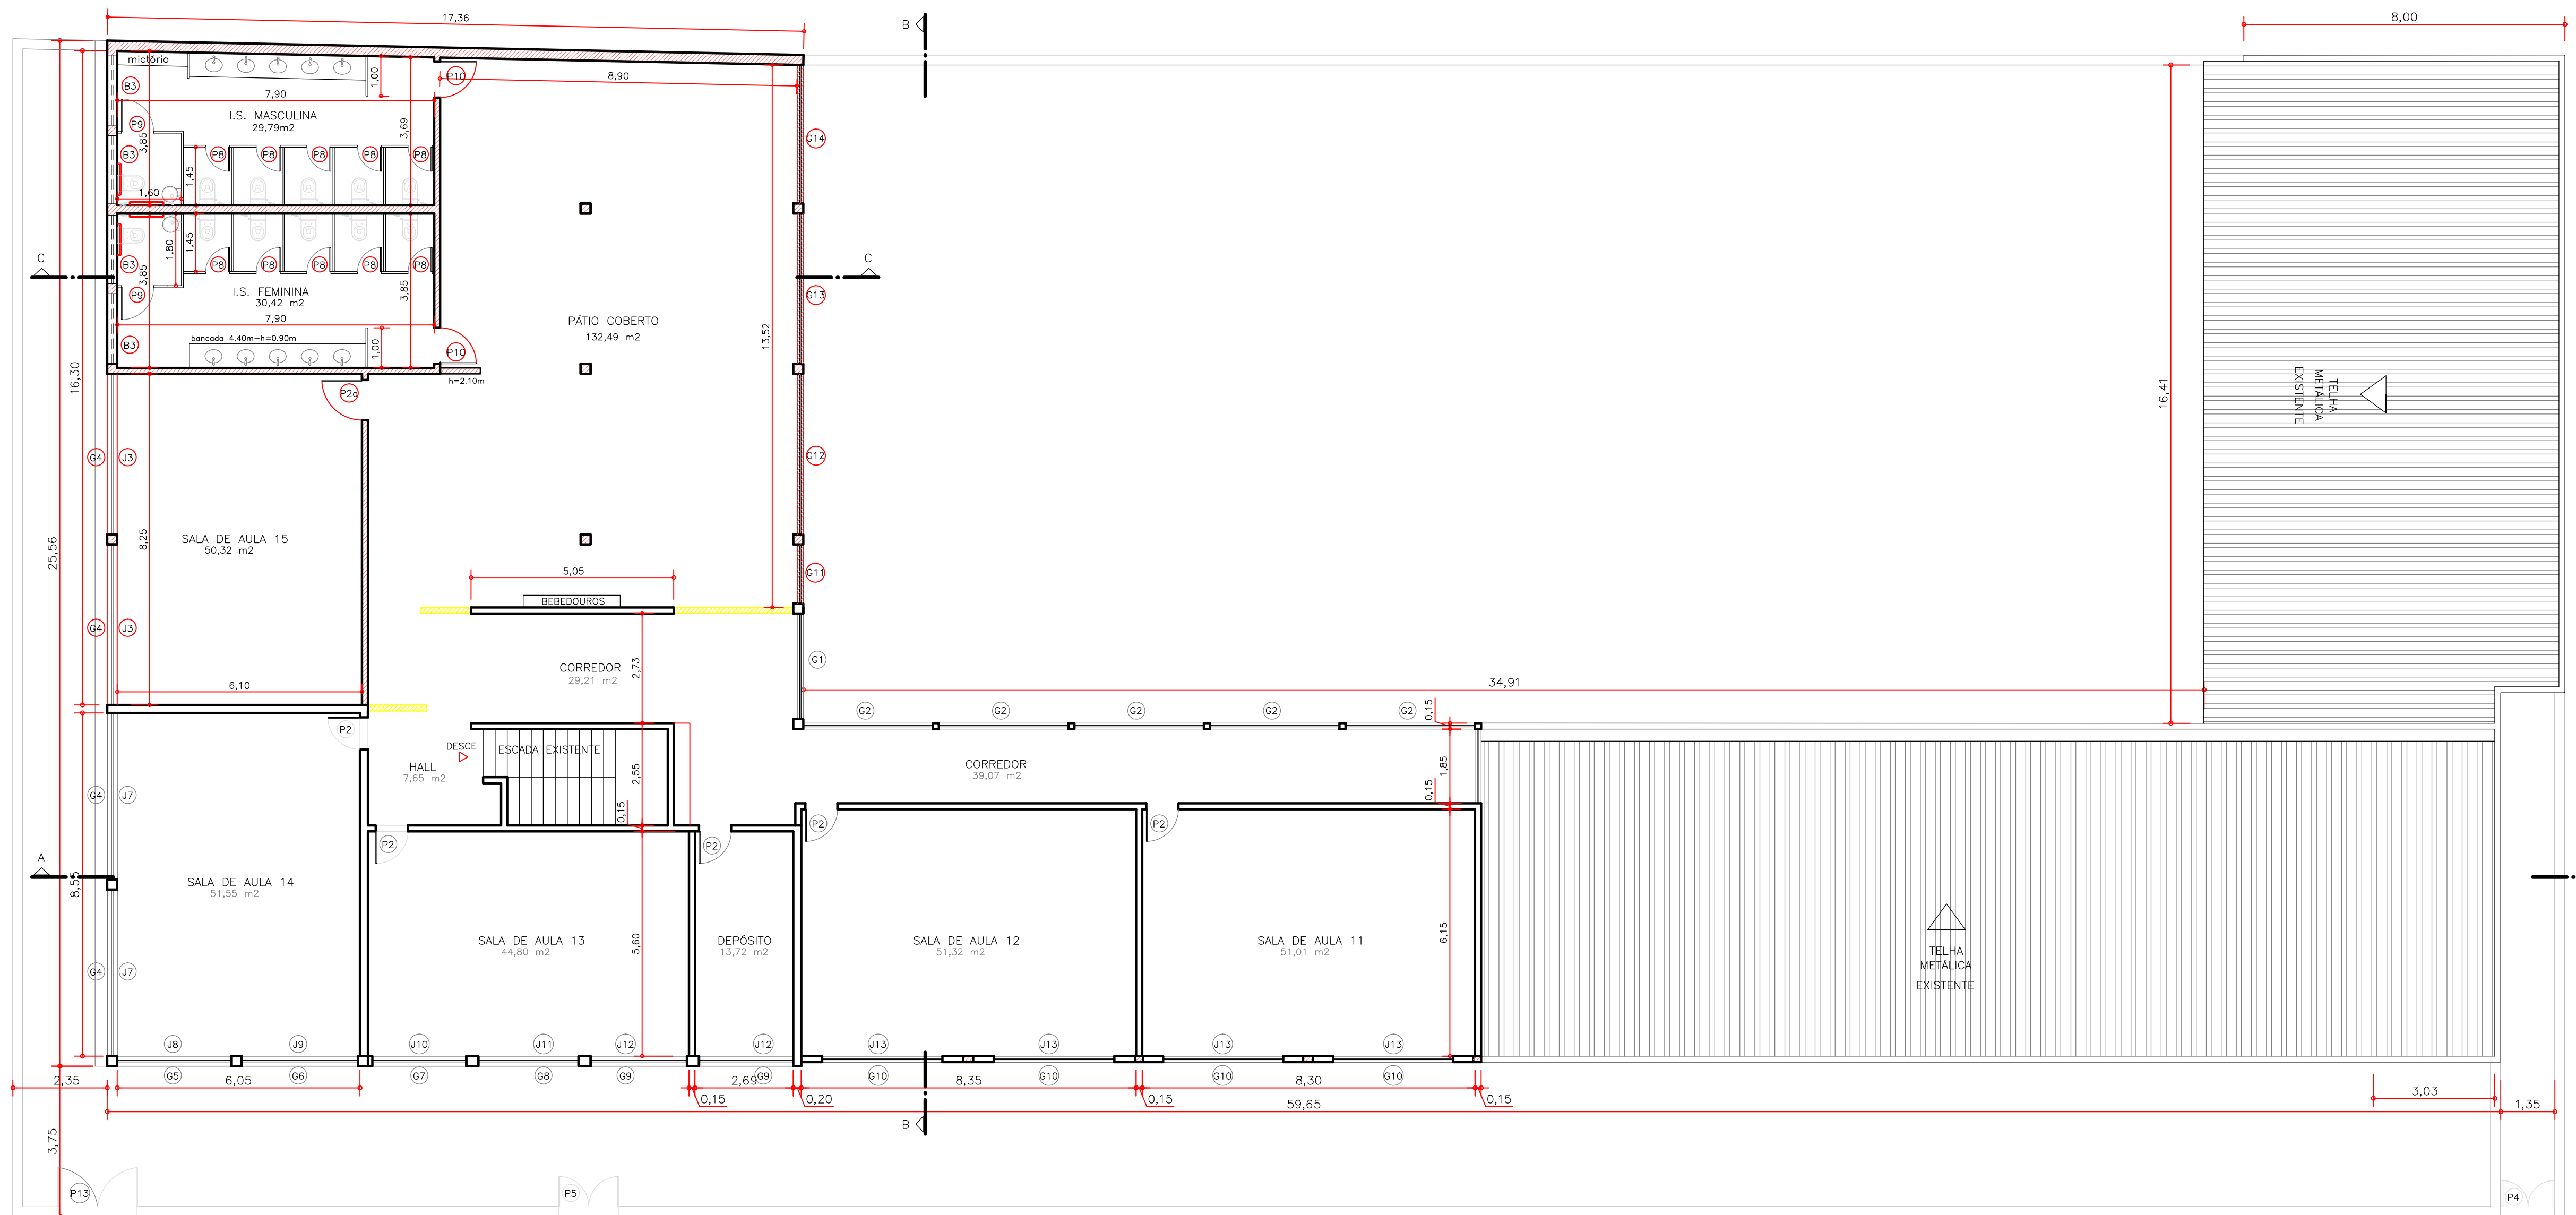 17,36
B
8,00
mictório
1,00
P10
8,90
B3
7,90
I.S. MASCULINA
29,79m2
P9
3,85
3,69
G14
B3
P8
P8
P8
P8
P8
1,45
1,60
1,80
1,45
C
C
B3
P8
P8
P8
P8
P8
3,85
3,85
P9
I.S. FEMININA
30,42 m2
G13
7,90
PÁTIO COBERTO
132,49 m2
13,52
bancada 4.40m-h=0.90m
B3
1,00
P10
h=2.10m
16,30
P2a
16,41
TELHA
METÁLICA
EXISTENTE
G4
J3
G12
25,56
8,25
SALA DE AULA 15
50,32 m2
5,05
G11
BEBEDOUROS
G4
J3
CORREDOR
29,21 m2
2,73
G1
6,10
34,91
G2
G2
G2
G2
G2
0,15
P2
DESCE
ESCADA EXISTENTE
HALL
7,65 m2
2,55
CORREDOR
39,07 m2
1,85
G4
J7
0,15
0,15
P2
P2
P2
P2
A
8,55
SALA DE AULA 14
51,55 m2
SALA DE AULA 13
44,80 m2
5,60
DEPÓSITO
13,72 m2
SALA DE AULA 12
51,32 m2
SALA DE AULA 11
51,01 m2
6,15
TELHA
METÁLICA
EXISTENTE
G4
J7
J8
J9
J10
J11
J12
J12
J13
J13
J13
J13
G5
G6
G7
G8
G9
G9
G10
G10
G10
G10
2,35
6,05
2,69
8,35
8,30
0,15
0,20
0,15
0,15
59,65
3,03
1,35
B
3,75
P13
P5
P4